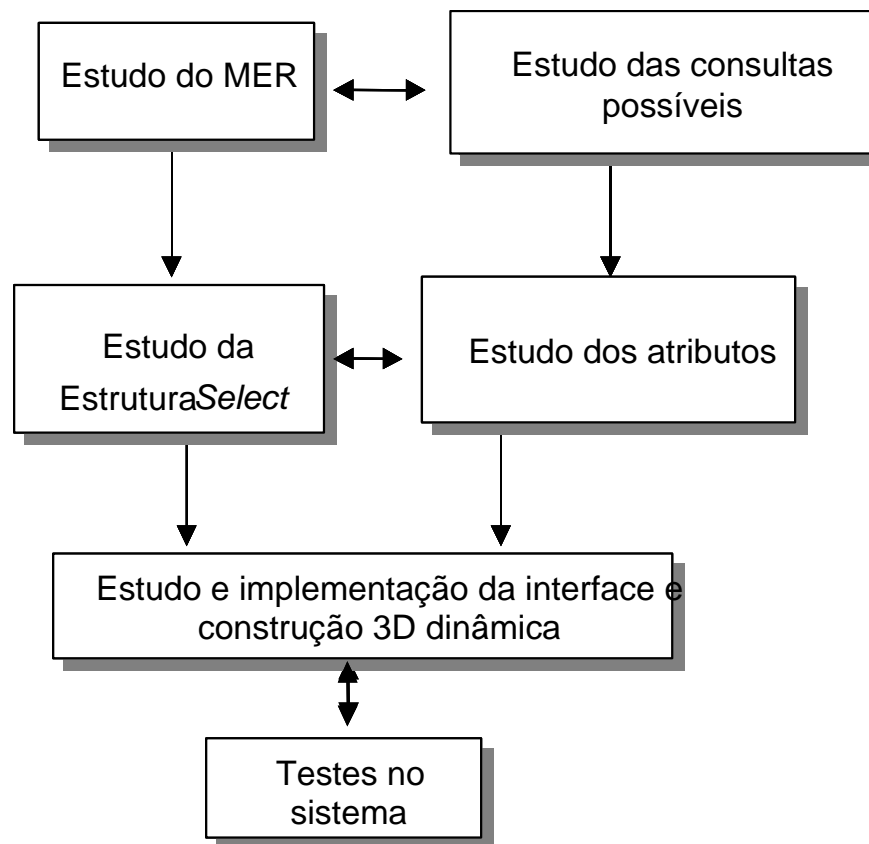 Estudo do MER
Estudo das consultas
possíveis
Estudo da
EstruturaSelect
Estudo dos atributos
Estudo e implementação da interface e
construção 3D dinâmica
Testes no
sistema